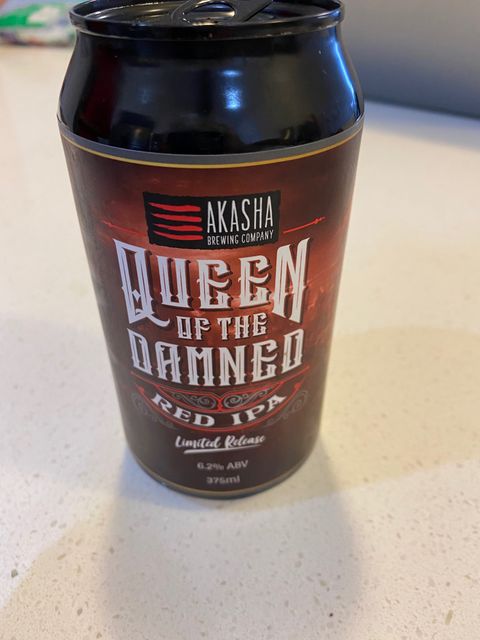 AKASHA
BREWING COMPANY
QUEEN
OF THE
DAMNED
RED IPA
Limited Release
6.2% ABV
375ml